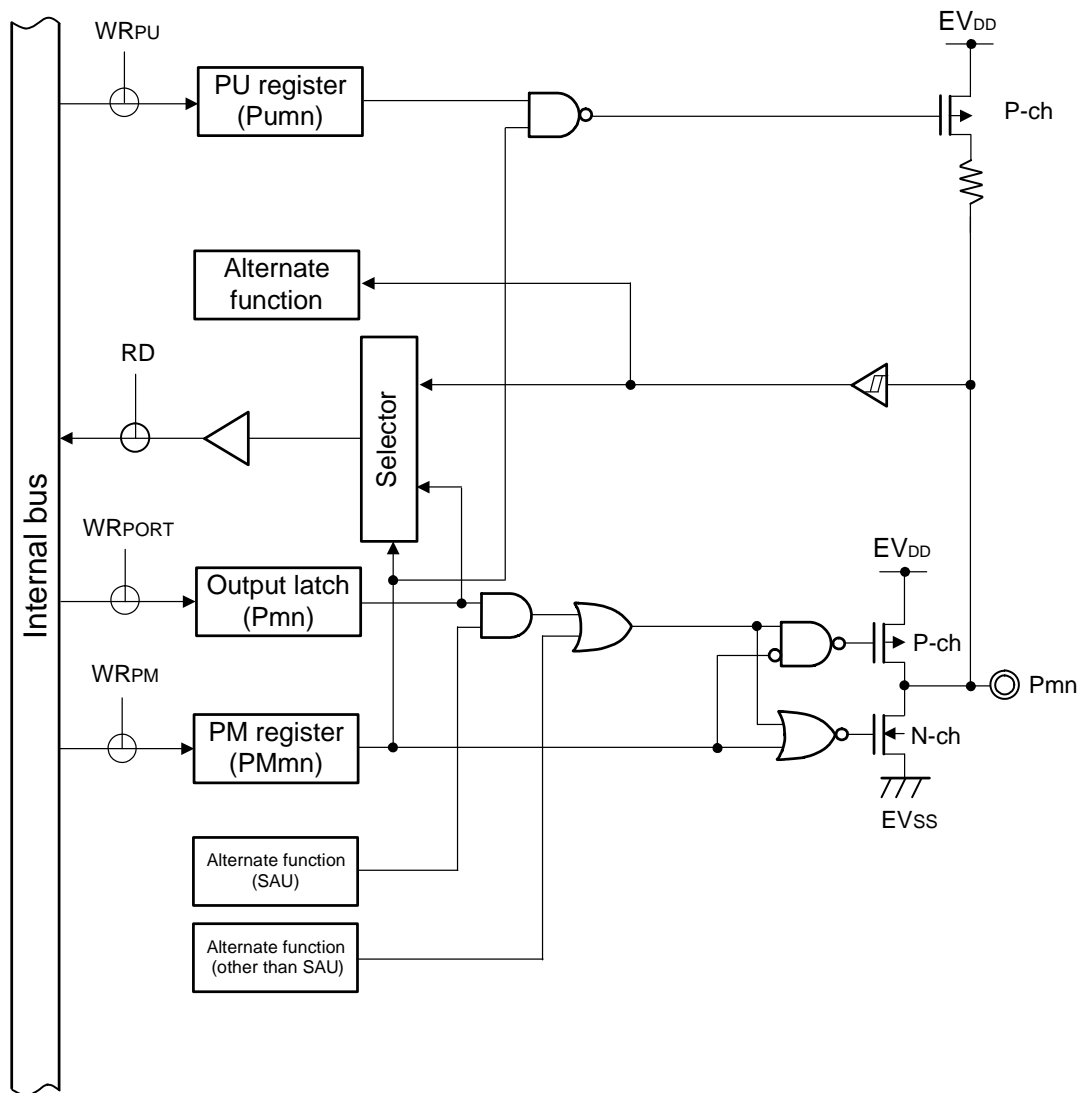 WRPU
PU register
(Pumn)
EVDD
P-ch
Alternate
function
RD
Selector
Internal bus
WRPORT
Output latch
(Pmn)
EVDD
P-ch
Pmn
WRPM
PM register
(PMmn)
N-ch
EVSS
Alternate function
(SAU)
Alternate function
(other than SAU)